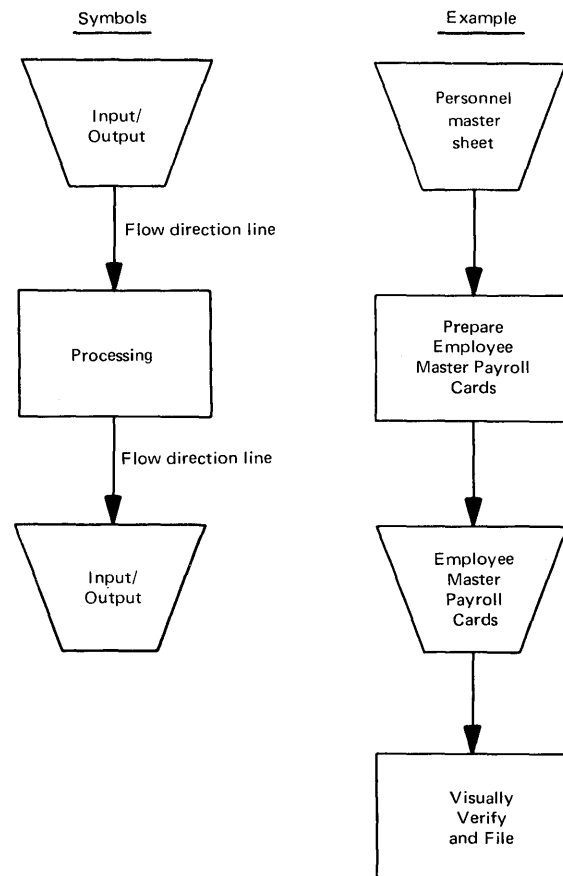 Symbols
Input/
Output
Flow direction line
Processing
Flow direction line
Input/
Output
Example
Personnel
master
sheet
Prepare
Employee
Master Payroll
Cards
Employee
Master
Payroll
Cards
Visually
Verify
and File